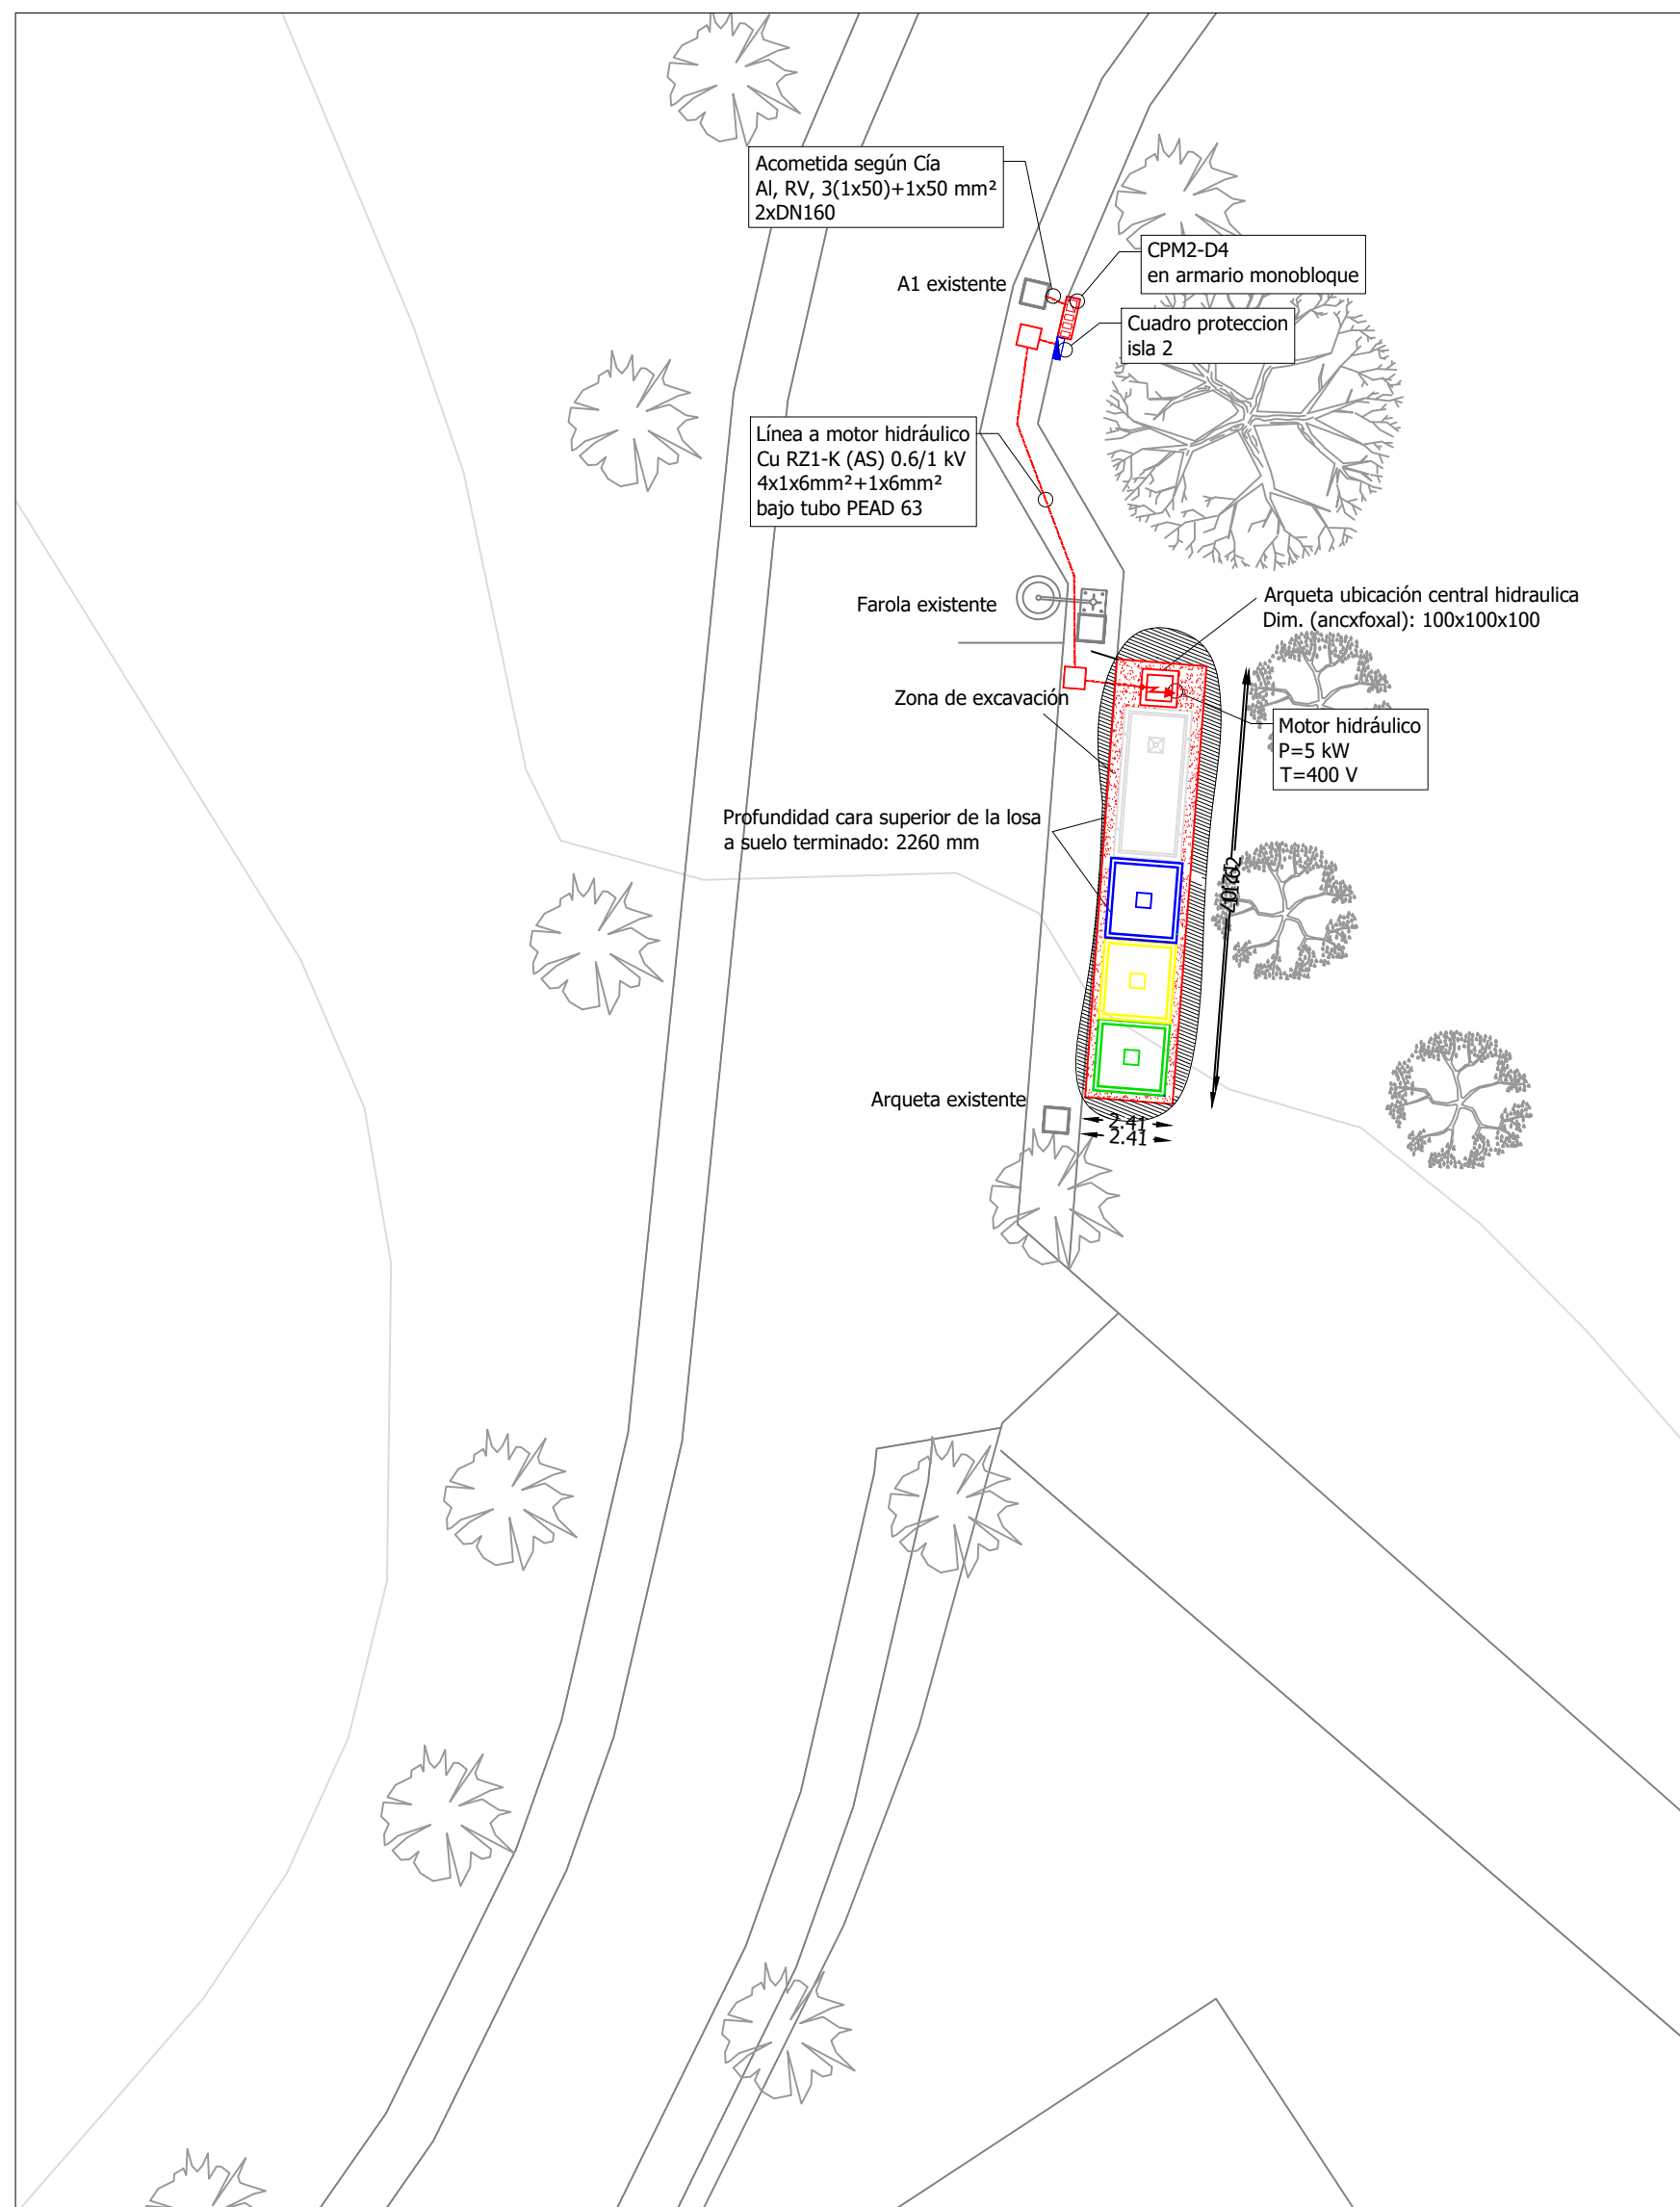 Acometida según Cía
Al, RV, 3(1x50)+1x50 mm²
2xDN160
CPM2-D4
en armario monobloque
A1 existente
Cuadro proteccion
isla 2
Línea a motor hidráulico
Cu RZ1-K (AS) 0.6/1 kV
4x1x6mm²+1x6mm²
bajo tubo PEAD 63
Farola existente
Arqueta ubicación central hidraulica
Dim. (ancxfoxal): 100x100x100
Zona de excavación
Motor hidráulico
P=5 kW
T=400 V
Profundidad cara superior de la losa
a suelo terminado: 2260 mm
Arqueta existente
2.41
2.41